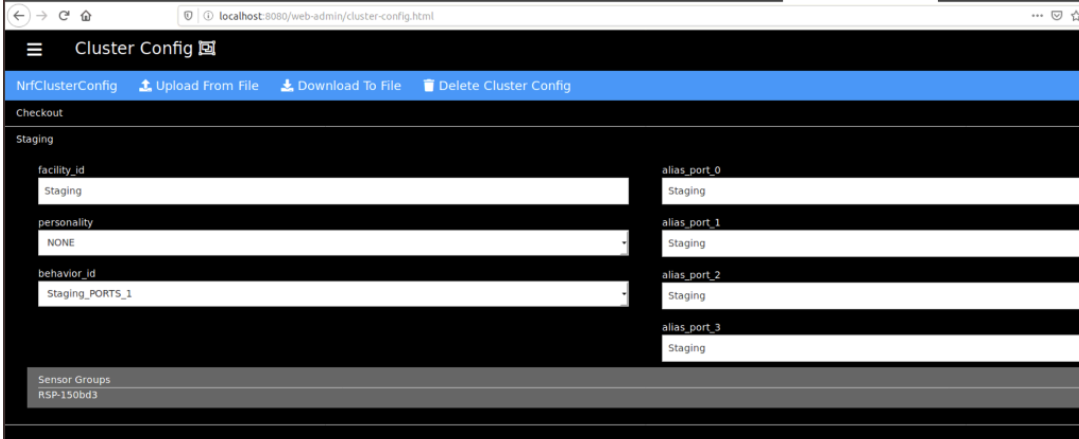 localhost:8080/web-admin/cluster-config.html
Cluster Config
NrfClusterConfig Upload From File Download To File Delete Cluster Config
Checkout
Staging
facility_id
Staging
personality
NONE
behavior_id
Staging_PORTS_1
alias_port_0
Staging
alias_port_1
Staging
alias_port_2
Staging
alias_port_3
Staging
Sensor Groups
RSP-150bd3